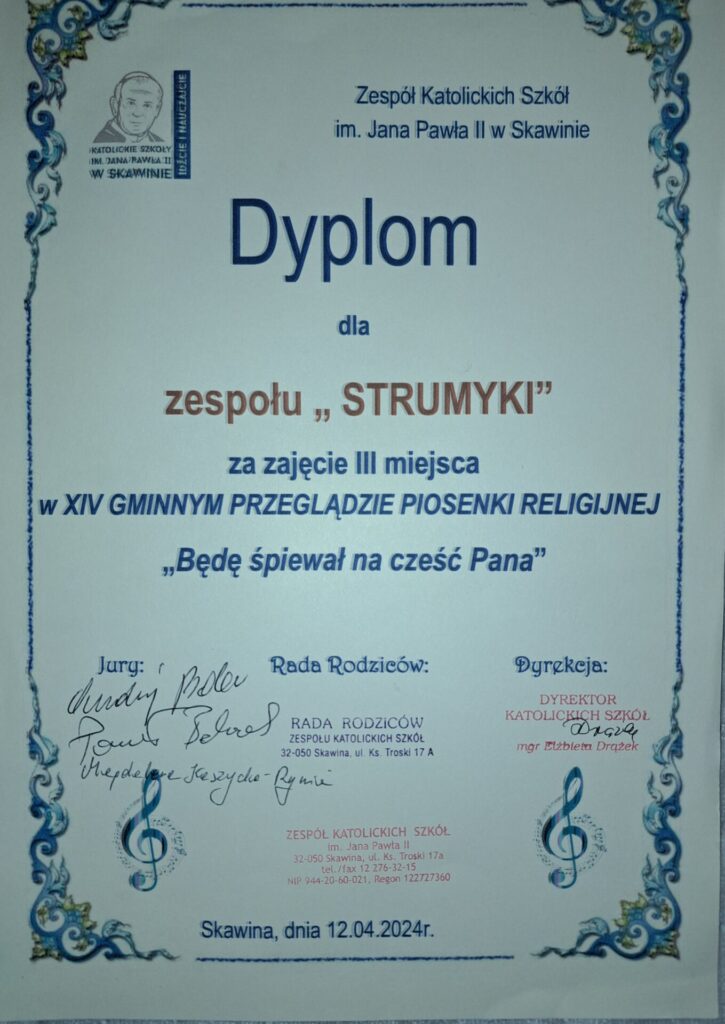 KATOLICKIE SZKOŁY
IM. JANA PAWŁA II
W SKAWINIE
IDŹCIE I NAUCZAJCIE
Zespół Katolickich Szkół
im. Jana Pawła II w Skawinie
Dyplom
dla
zespołu „ STRUMYKI”
za zajęcie III miejsca
w XIV GMINNYM PRZEGLĄDZIE PIOSENKI RELIGIJNEJ
„Będę śpiewał na cześć Pana”
Jury:
Magdalena
Rada Rodziców:
RADA RODZICÓW
ZESPOŁU KATOLICKICH SZKÓŁ
32-050 Skawina, ul. Ks. Troski 17 A
Dyrekcja:
DYREKTOR
KATOLICKICH SZKÓŁ
Drążek
mgr Elżbieta Drążek
ZESPÓŁ KATOLICKICH SZKÓŁ
im. Jana Pawła II
32-050 Skawina, ul. Ks. Troski 17a
tel./fax 12 276-32-15
NIP 944-20-60-021, Regon 122727360
Skawina, dnia 12.04.2024r.